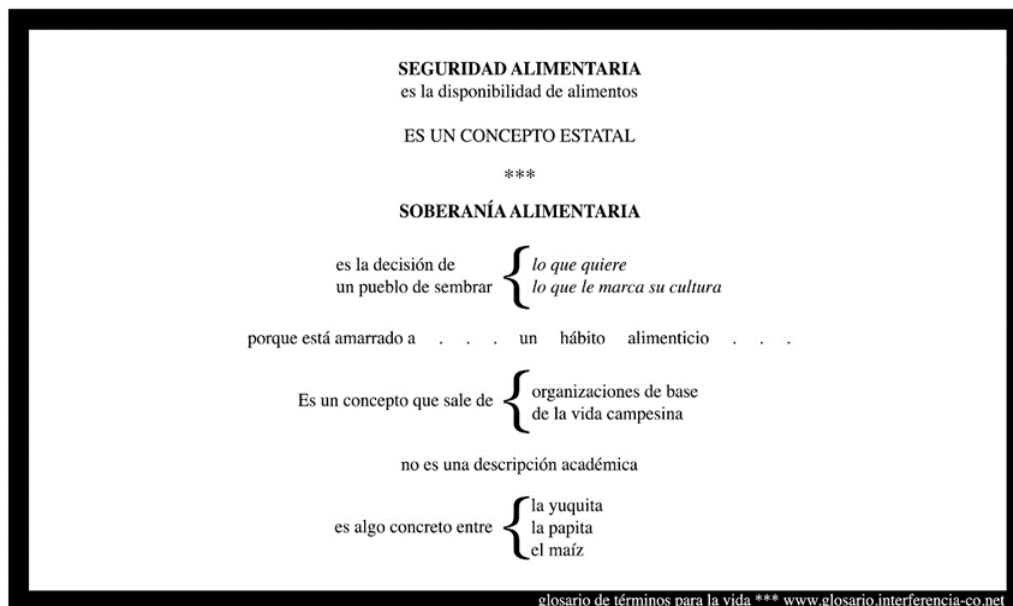 SEGURIDAD ALIMENTARIA
es la disponibilidad de alimentos
ES UN CONCEPTO ESTATAL
***
SOBERANÍA ALIMENTARIA
es la decisión de
un pueblo de sembrar
lo que quiere
lo que le marca su cultura
porque está amarrado a . . . un hábito alimenticio . . .
Es un concepto que sale de
organizaciones de base
de la vida campesina
no es una descripción académica
es algo concreto entre
la yuquita
la papita
el maíz
glosario de términos para la vida *** www.glosario.interferencia-co.net